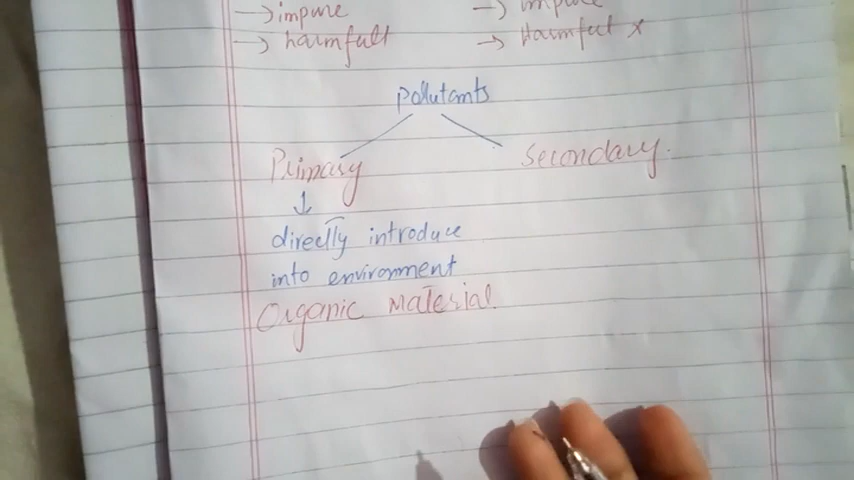 → impure → impure
→ harmfull → Harmfect x
Pollutants
Primary Secondary.
↓
directly introduce
into environment
Organic Material